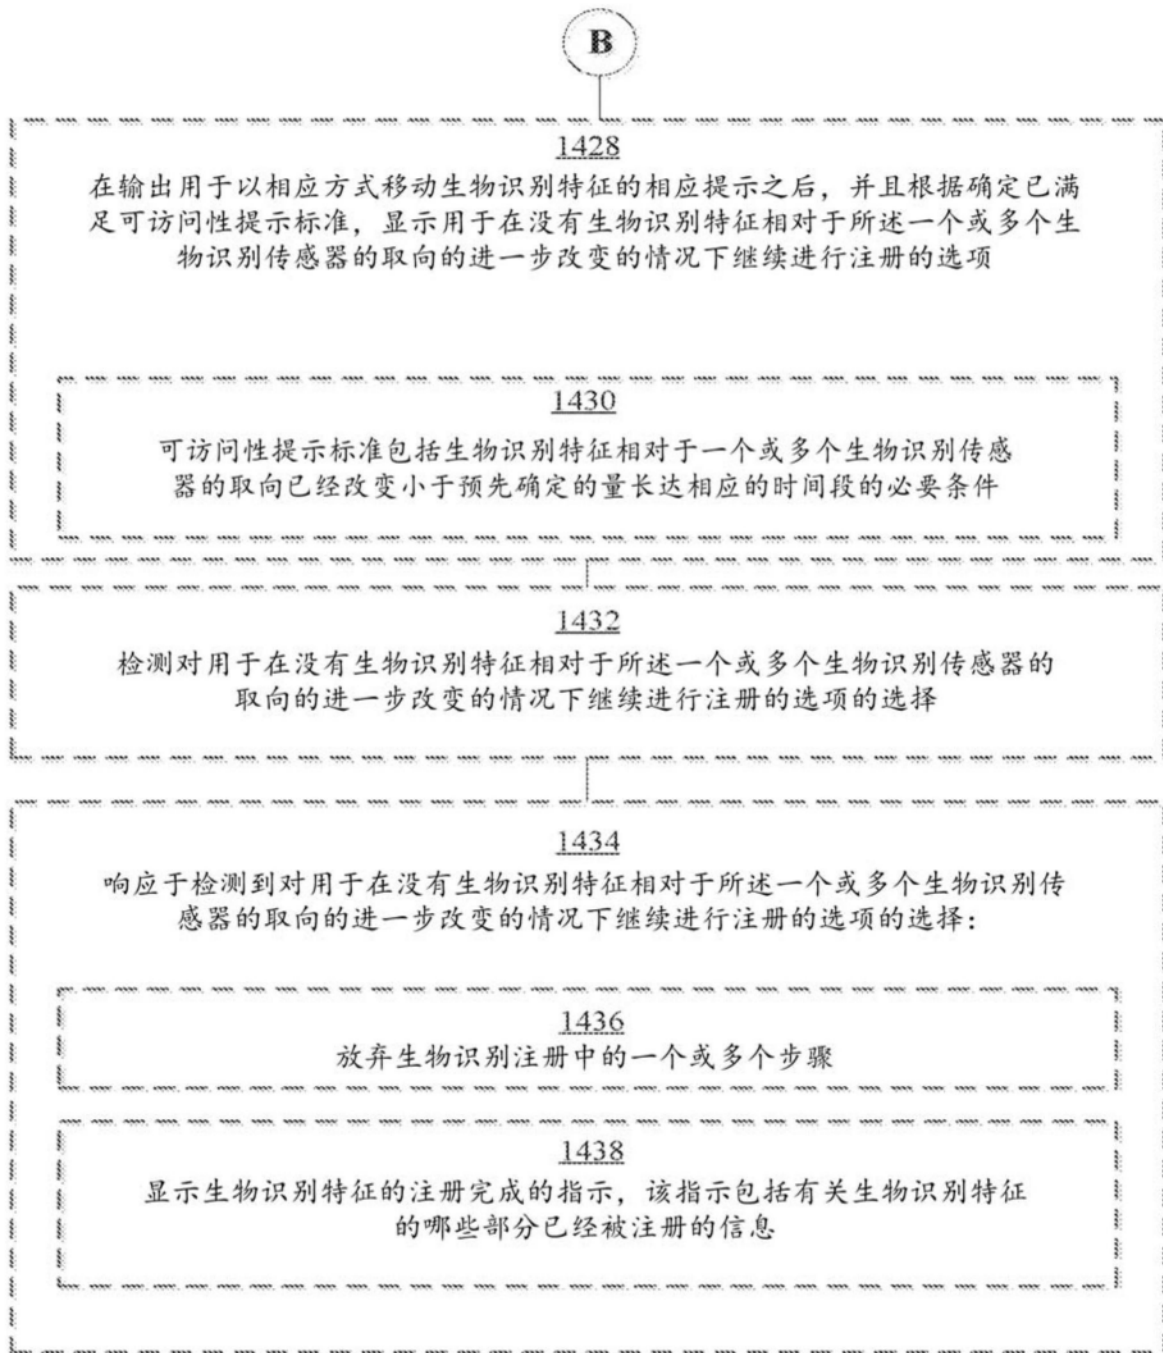 B
1428
在输出用于以相应方式移动生物识别特征的相应提示之后，并且根据确定已满
足可访问性提示标准，显示用于在没有生物识别特征相对于所述一个或多个生
物识别传感器的取向的进一步改变的情况下继续进行注册的选项
1430
可访问性提示标准包括生物识别特征相对于一个或多个生物识别传感
器的取向已经改变小于预先确定的量长达相应的时间段的必要条件
1432
检测对用于在没有生物识别特征相对于所述一个或多个生物识别传感器的
取向的进一步改变的情况下继续进行注册的选项的选择
1434
响应于检测到对用于在没有生物识别特征相对于所述一个或多个生物识别传
感器的取向的进一步改变的情况下继续进行注册的选项的选择：
1436
放弃生物识别注册中的一个或多个步骤
1438
显示生物识别特征的注册完成的指示，该指示包括有关生物识别特征
的哪些部分已经被注册的信息